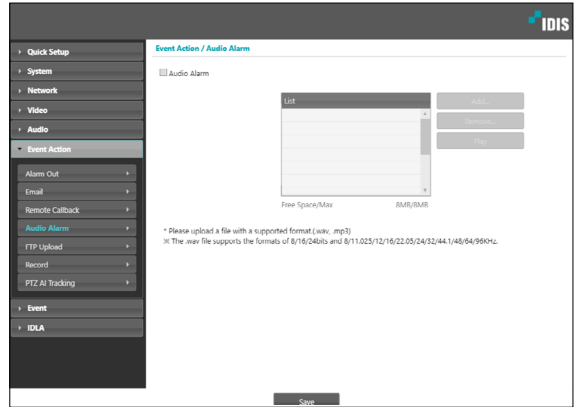 IDIS
Quick Setup
System
Network
Video
Audio
Event Action
Alarm Out
Email
Remote Callback
Audio Alarm
FTP Upload
Record
PTZ AI Tracking
Event
IDLA
Event Action / Audio Alarm
Audio Alarm
List
Add...
Remove...
Play
Free Space/Max 8MB/8MB
* Please upload a file with a supported format.(.wav, .mp3)
※ The .wav file supports the formats of 8/16/24bits and 8/11.025/12/16/22.05/24/32/44.1/48/64/96KHz.
Save